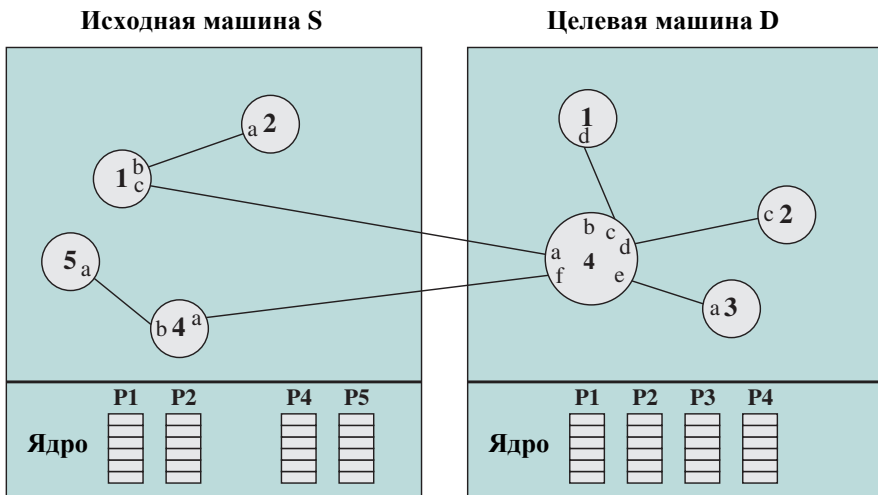 Исходная машина S
Целевая машина D
a 2
1 b
c
5 a
b 4 a
1
d
c 2
b c d
a 4
f e
a 3
P1 P2 P4 P5
Ядро
P1 P2 P3 P4
Ядро